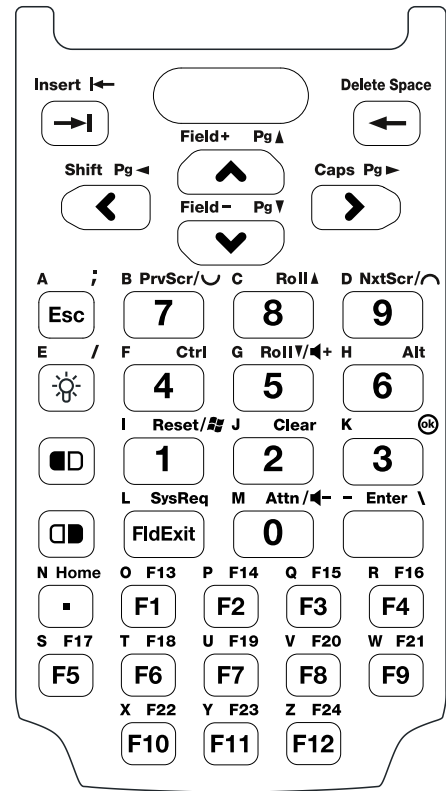 Insert |← Delete Space
→|
←
Field+ Pg▲
Shift Pg◄ Caps Pg►
Field− Pg▼
A ; B PrvScr/◡ C Roll▲ D NxtScr/◠
Esc 7 8 9
E / F Ctrl G Roll▼/🔈+ H Alt
4 5 6
I Reset/ J Clear K ok
1 2 3
L SysReq M Attn/🔈− − Enter \
FldExit 0
N Home O F13 P F14 Q F15 R F16
. F1 F2 F3 F4
S F17 T F18 U F19 V F20 W F21
F5 F6 F7 F8 F9
X F22 Y F23 Z F24
F10 F11 F12